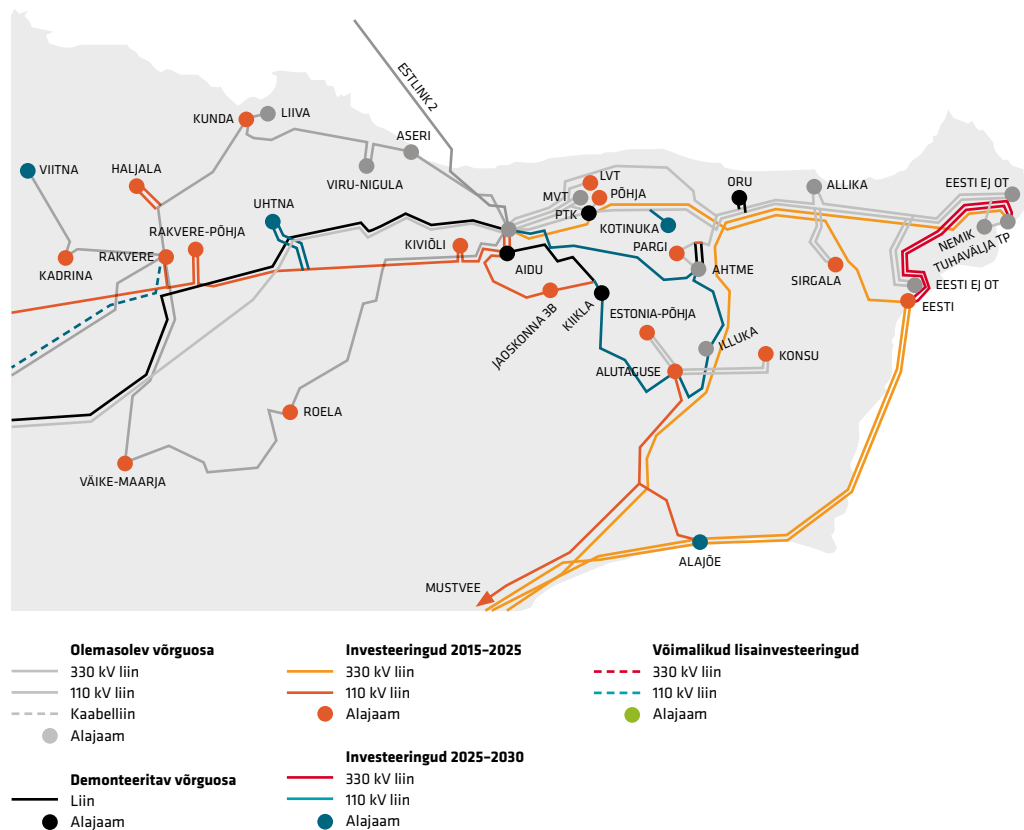 ESTLINK 2
KUNDA
LIIVA
ASERI
VIITNA
HALJALA
VIRU-NIGULA
LVT
ORU
ALLIKA
EESTI EJ OT
MVT
PÕHJA
UHTNA
PTK
KOTINUKA
RAKVERE-PÕHJA
KIVIÕLI
PARGI
NEMIK
TUHAVÄLJA TP
KADRINA
RAKVERE
AIDU
AHTME
SIRGALA
EESTI EJ OT
EESTI
JAOSKONNA 3B
KIIKLA
ESTONIA-PÕHJA
ILLUKA
KONSU
ALUTAGUSE
ROELA
VÄIKE-MAARJA
ALAJÕE
MUSTVEE
Olemasolev võrguosa
330 kV liin
110 kV liin
Kaabelliin
Alajaam
Demonteeritav võrguosa
Liin
Alajaam
Investeeringud 2015–2025
330 kV liin
110 kV liin
Alajaam
Investeeringud 2025–2030
330 kV liin
110 kV liin
Alajaam
Võimalikud lisainvesteeringud
330 kV liin
110 kV liin
Alajaam